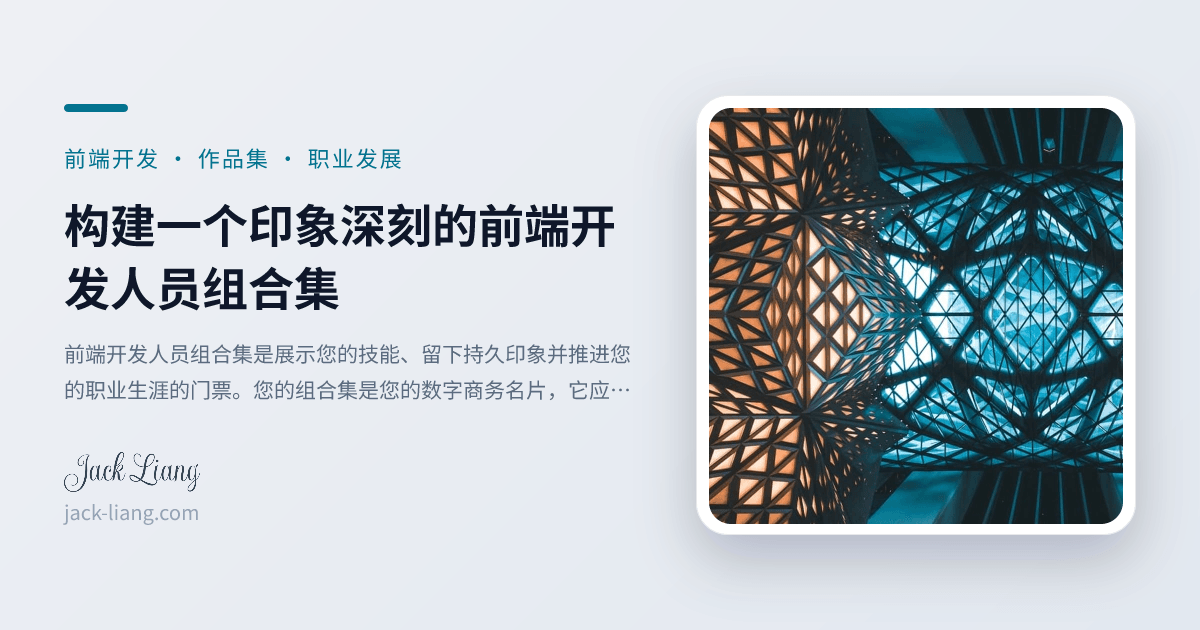 前端开发 · 作品集 · 职业发展
构建一个印象深刻的前端开
发人员组合集
前端开发人员组合集是展示您的技能、留下持久印象并推进您
的职业生涯的门票。您的组合集是您的数字商务名片，它应…
Jack Liang
jack-liang.com